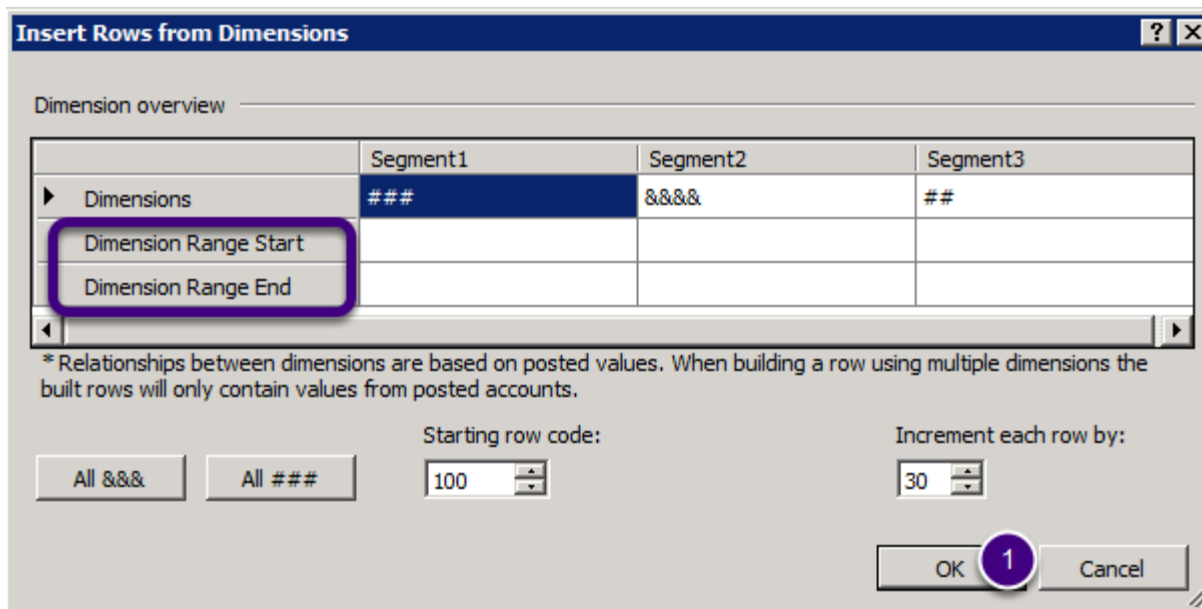 Insert Rows from Dimensions
Dimension overview
Segment1 Segment2 Segment3
Dimensions ### &&&& ##
Dimension Range Start
Dimension Range End
* Relationships between dimensions are based on posted values. When building a row using multiple dimensions the
built rows will only contain values from posted accounts.
Starting row code: Increment each row by:
All &&& All ### 100 30
OK 1 Cancel